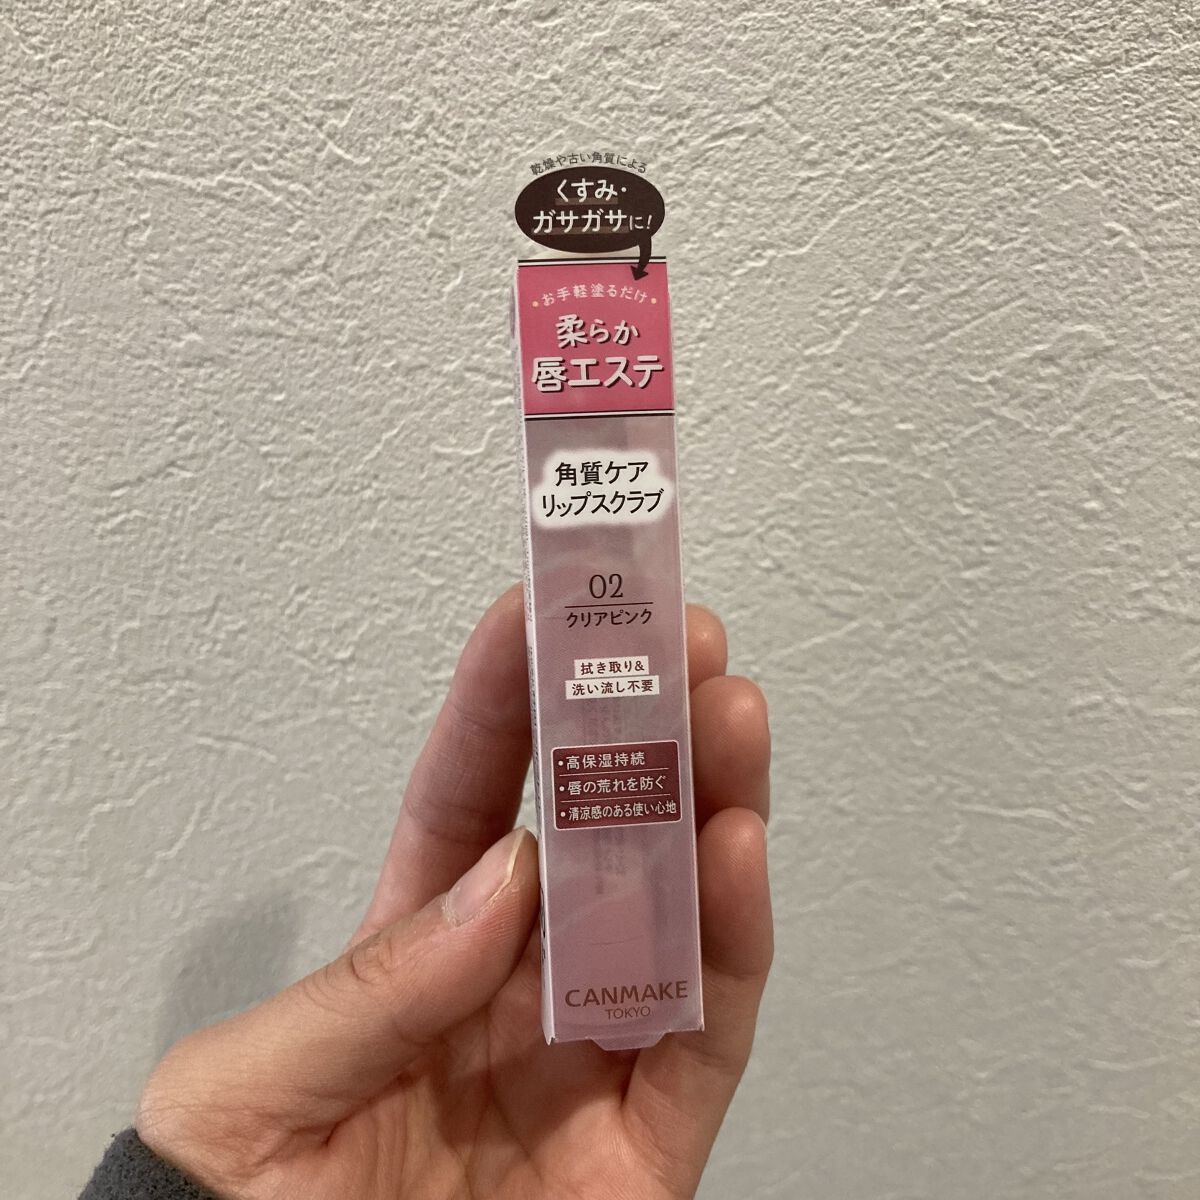 乾燥や古い角質による
くすみ・
ガサガサに!
お手軽塗るだけ
柔らか
唇エステ
角質ケア
リップスクラブ
02
クリアピンク
拭き取り&
洗い流し不要
・高保湿持続
・唇の荒れを防ぐ
・清涼感のある使い心地
CANMAKE
TOKYO